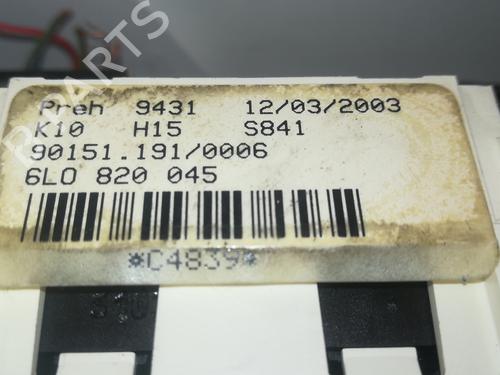 Preh 9431 12/03/2003
K10 H15 S841
90151.191/0006
6L0 820 045
*C4839*